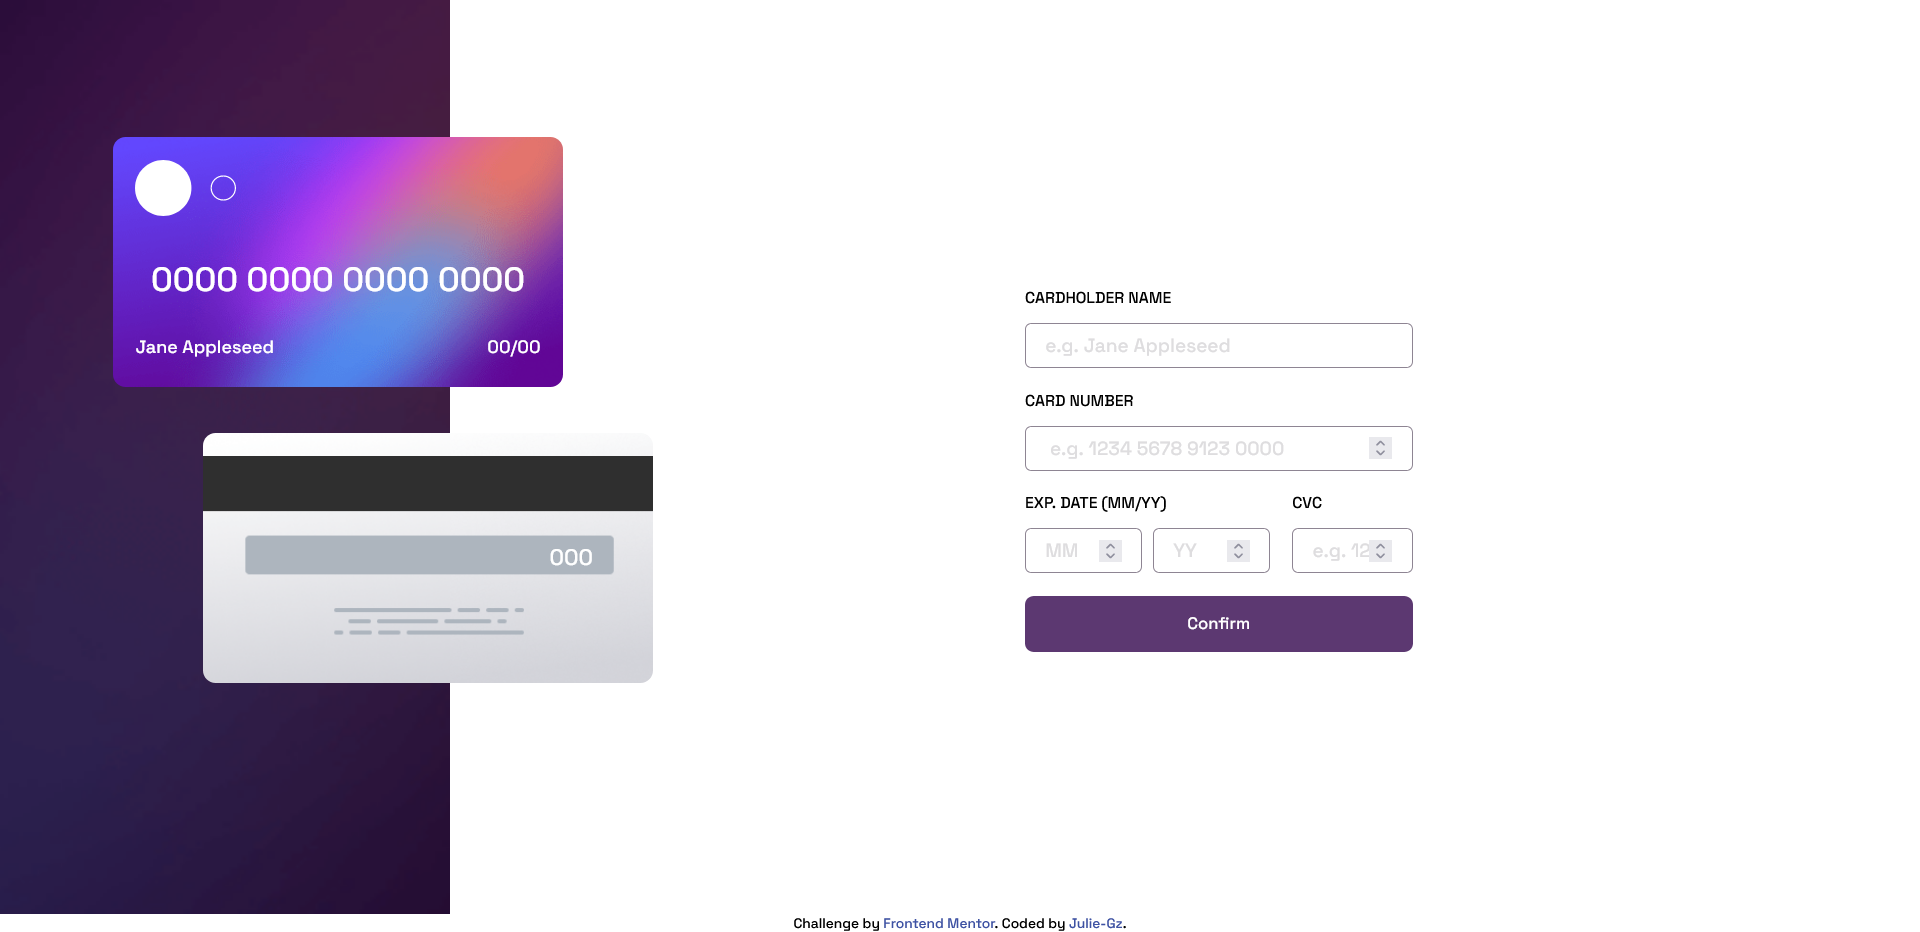 0000 0000 0000 0000
Jane Appleseed 00/00
000
CARDHOLDER NAME
e.g. Jane Appleseed
CARD NUMBER
e.g. 1234 5678 9123 0000
EXP. DATE (MM/YY) CVC
MM YY e.g. 12
Confirm
Challenge by Frontend Mentor. Coded by Julie-Gz.